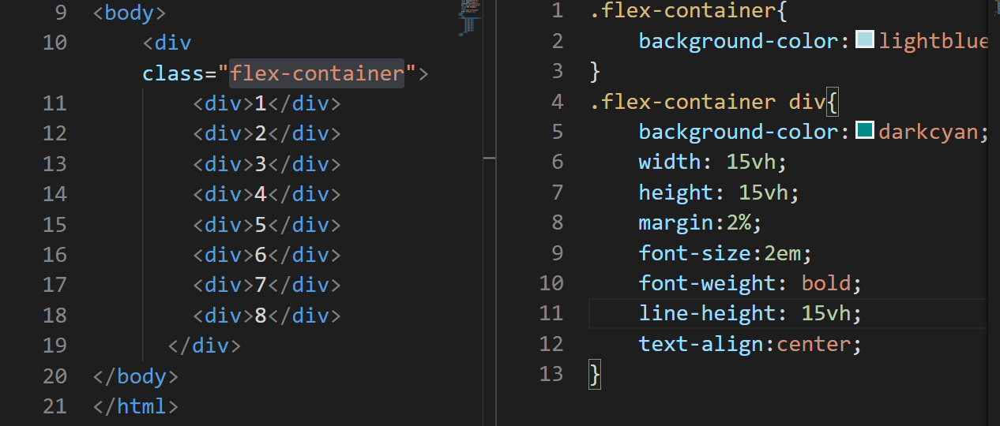 9 <body>
10 <div
class="flex-container">
11 <div>1</div>
12 <div>2</div>
13 <div>3</div>
14 <div>4</div>
15 <div>5</div>
16 <div>6</div>
17 <div>7</div>
18 <div>8</div>
19 </div>
20 </body>
21 </html>
1 .flex-container{
2 background-color: lightblue
3 }
4 .flex-container div{
5 background-color: darkcyan;
6 width: 15vh;
7 height: 15vh;
8 margin:2%;
9 font-size:2em;
10 font-weight: bold;
11 line-height: 15vh;
12 text-align:center;
13 }